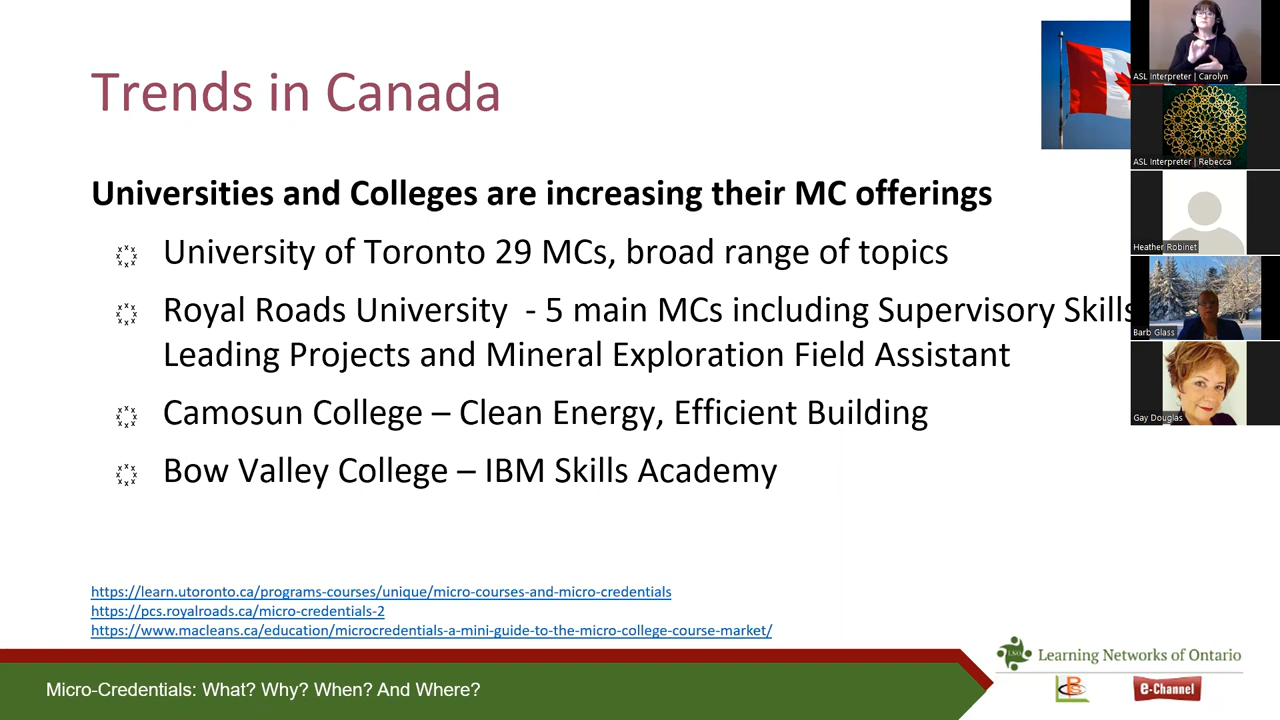 Trends in Canada
Universities and Colleges are increasing their MC offerings
University of Toronto 29 MCs, broad range of topics
Royal Roads University - 5 main MCs including Supervisory Skills
Leading Projects and Mineral Exploration Field Assistant
Camosun College – Clean Energy, Efficient Building
Bow Valley College – IBM Skills Academy
https://learn.utoronto.ca/programs-courses/unique/micro-courses-and-micro-credentials
https://pcs.royalroads.ca/micro-credentials-2
https://www.macleans.ca/education/microcredentials-a-mini-guide-to-the-micro-college-course-market/
Micro-Credentials: What? Why? When? And Where?
LNO
Learning Networks of Ontario
e-Channel
ASL Interpreter | Carolyn
ASL Interpreter | Rebecca
Heather Robinet
Barb Glass
Gay Douglas